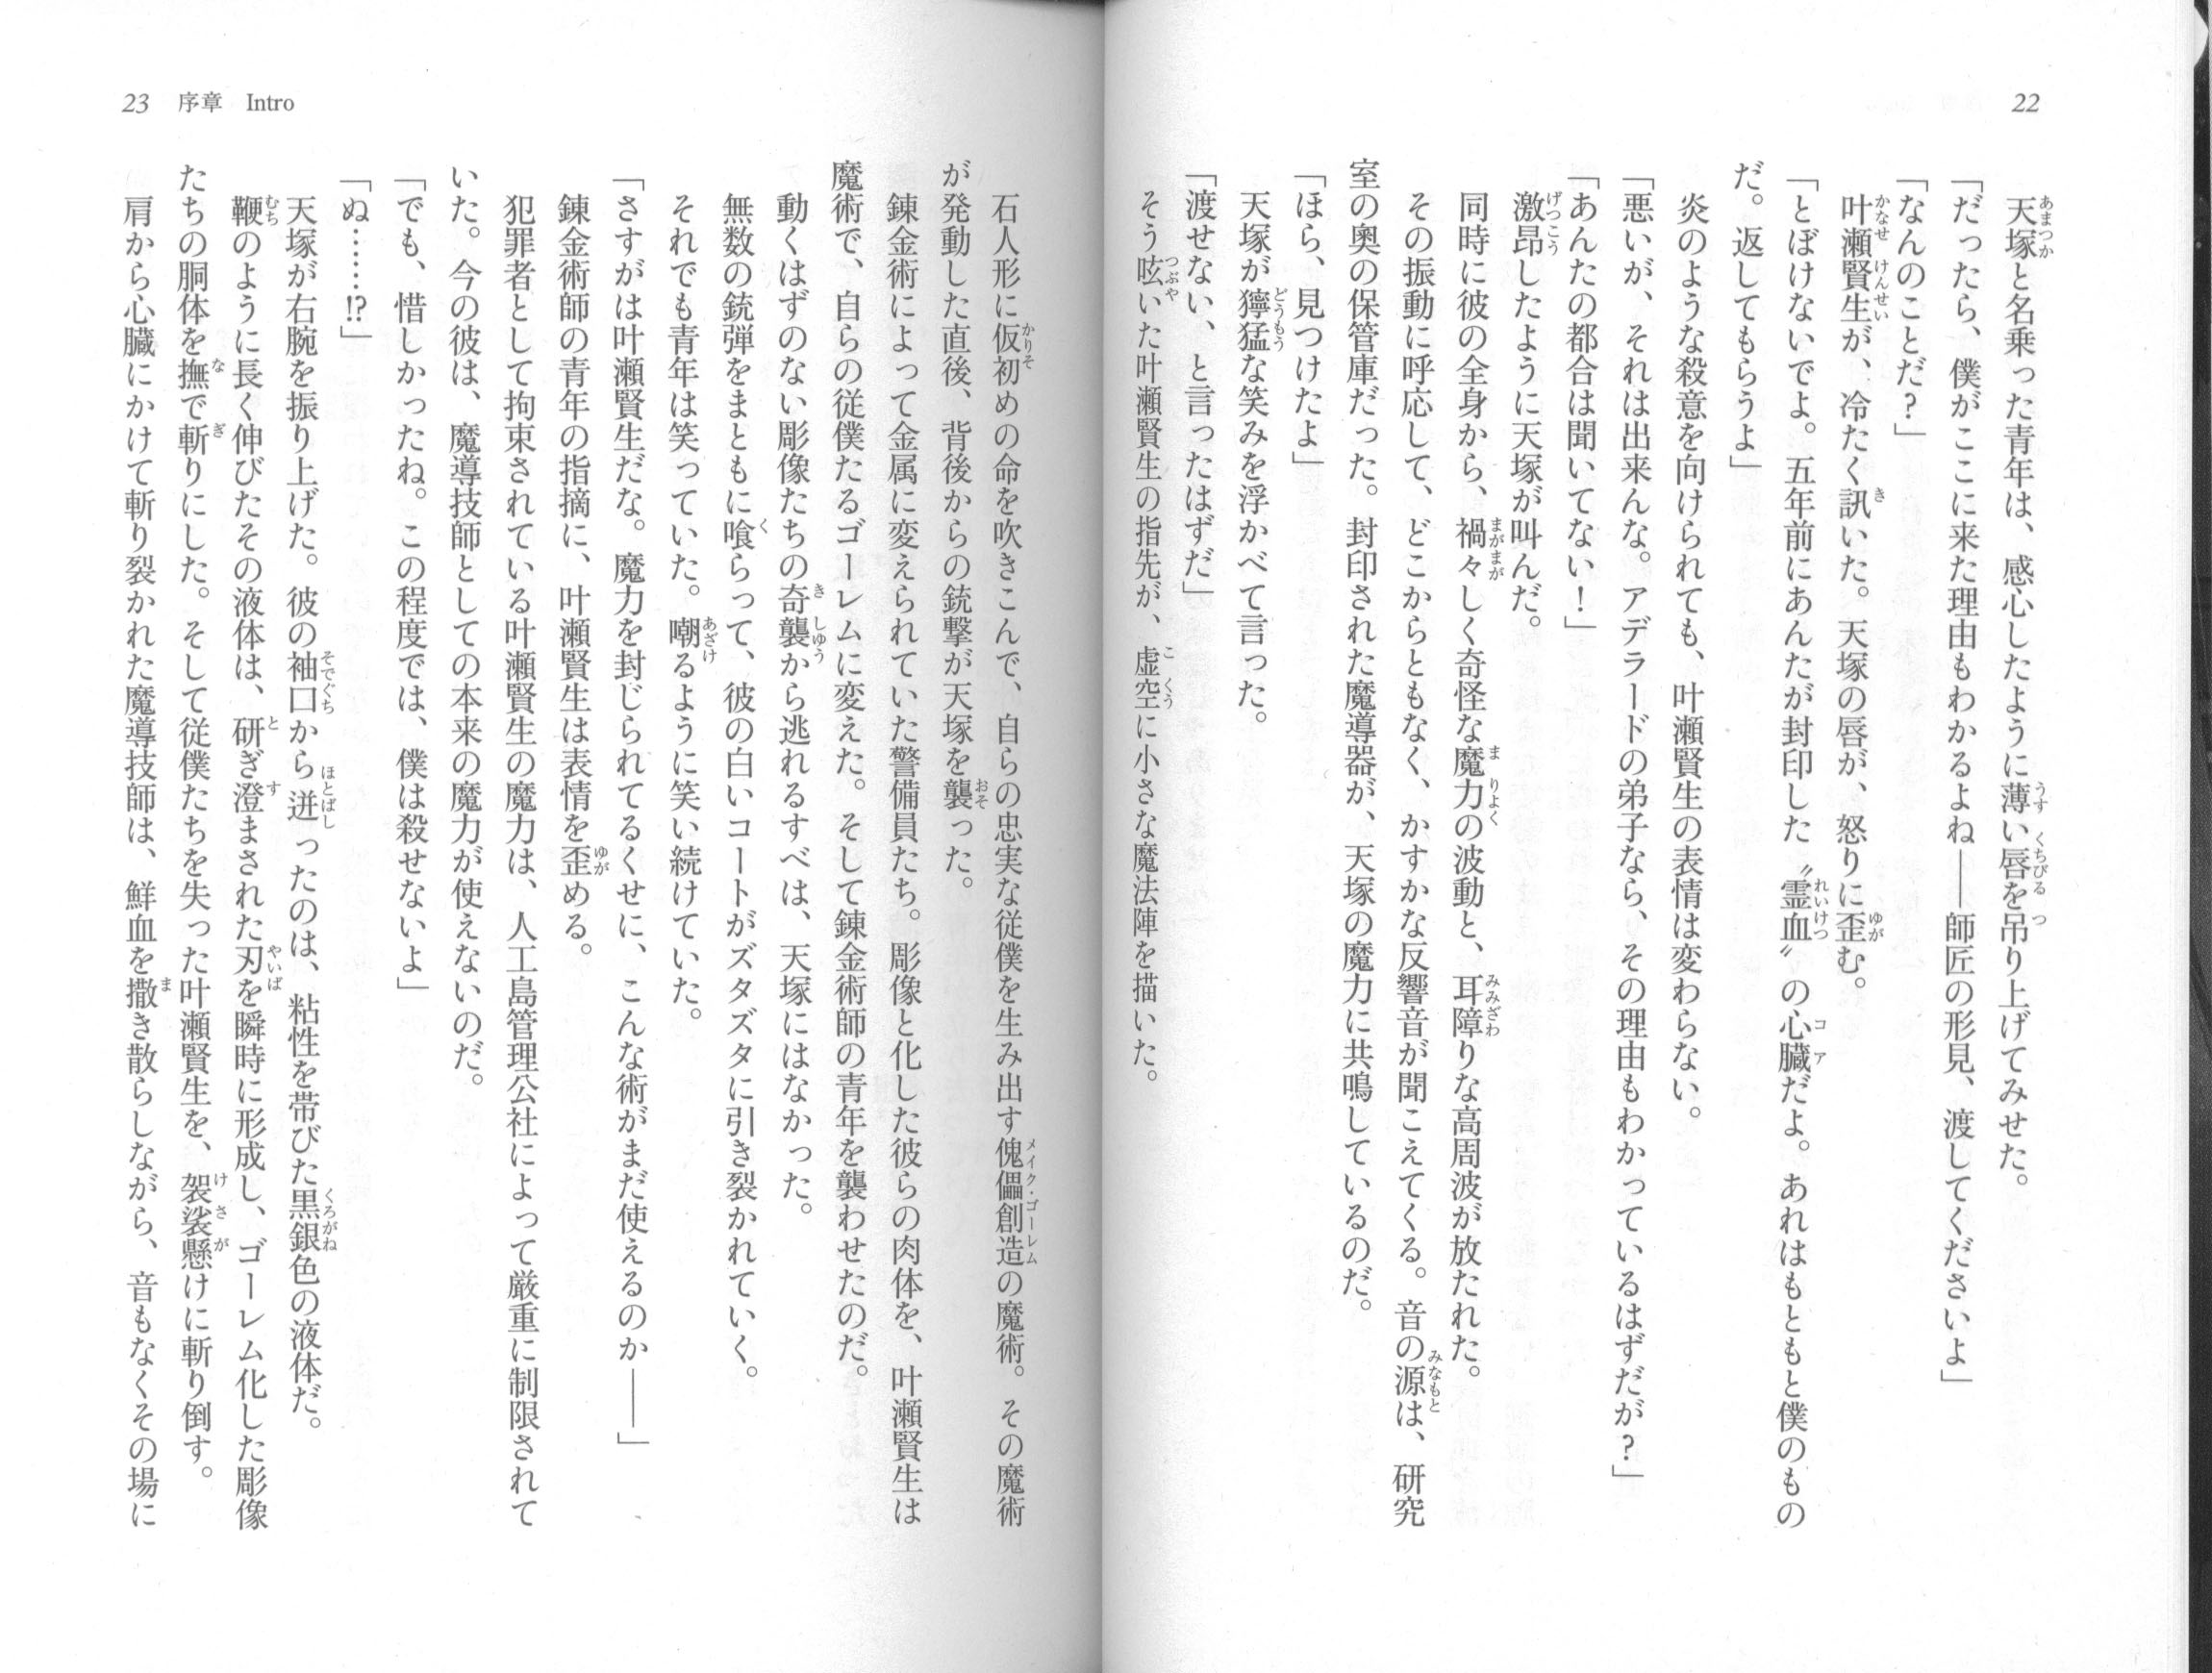 22
天塚と名乗った青年は、感心したように薄い唇を吊り上げてみせた。
「だったら、僕がここに来た理由もわかるよね――師匠の形見、渡してくださいよ」
「なんのことだ？」
叶瀬賢生が、冷たく訊いた。天塚の唇が、怒りに歪む。
「とぼけないでよ。五年前にあんたが封印した〝霊血〟の心臓だよ。あれはもともと僕のもの
だ。返してもらうよ」
炎のような殺意を向けられても、叶瀬賢生の表情は変わらない。
「悪いが、それは出来んな。アデラードの弟子なら、その理由もわかっているはずだが？」
「あんたの都合は聞いてない！」
激昂したように天塚が叫んだ。
同時に彼の全身から、禍々しく奇怪な魔力の波動と、耳障りな高周波が放たれた。
その振動に呼応して、どこからともなく、かすかな反響音が聞こえてくる。音の源は、研究
室の奥の保管庫だった。封印された魔導器が、天塚の魔力に共鳴しているのだ。
「ほら、見つけたよ」
天塚が獰猛な笑みを浮かべて言った。
「渡せない、と言ったはずだ」
そう呟いた叶瀬賢生の指先が、虚空に小さな魔法陣を描いた。
23 序章 Intro
石人形に仮初めの命を吹きこんで、自らの忠実な従僕を生み出す傀儡創造の魔術。その魔術
が発動した直後、背後からの銃撃が天塚を襲った。
錬金術によって金属に変えられていた警備員たち。彫像と化した彼らの肉体を、叶瀬賢生は
魔術で、自らの従僕たるゴーレムに変えた。そして錬金術師の青年を襲わせたのだ。
動くはずのない彫像たちの奇襲から逃れるすべは、天塚にはなかった。
無数の銃弾をまともに喰らって、彼の白いコートがズタズタに引き裂かれていく。
それでも青年は笑っていた。嘲るように笑い続けていた。
「さすがは叶瀬賢生だな。魔力を封じられてるくせに、こんな術がまだ使えるのか――」
錬金術師の青年の指摘に、叶瀬賢生は表情を歪める。
犯罪者として拘束されている叶瀬賢生の魔力は、人工島管理公社によって厳重に制限されて
いた。今の彼は、魔導技師としての本来の魔力が使えないのだ。
「でも、惜しかったね。この程度では、僕は殺せないよ」
「ぬ……!?」
天塚が右腕を振り上げた。彼の袖口から迸ったのは、粘性を帯びた黒銀色の液体だ。
鞭のように長く伸びたその液体は、研ぎ澄まされた刃を瞬時に形成し、ゴーレム化した彫像
たちの胴体を撫で斬りにした。そして従僕たちを失った叶瀬賢生を、袈裟懸けに斬り倒す。
肩から心臓にかけて斬り裂かれた魔導技師は、鮮血を撒き散らしながら、音もなくその場に